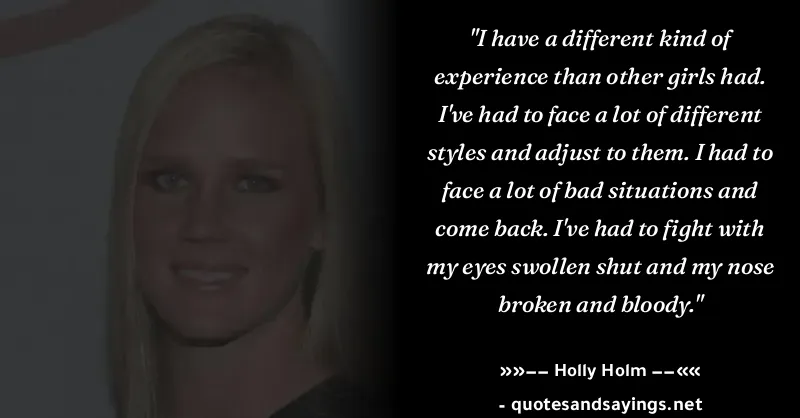 "I have a different kind of
experience than other girls had.
I've had to face a lot of different
styles and adjust to them. I had to
face a lot of bad situations and
come back. I've had to fight with
my eyes swollen shut and my nose
broken and bloody."
»»−− Holly Holm −−««
- quotesandsayings.net